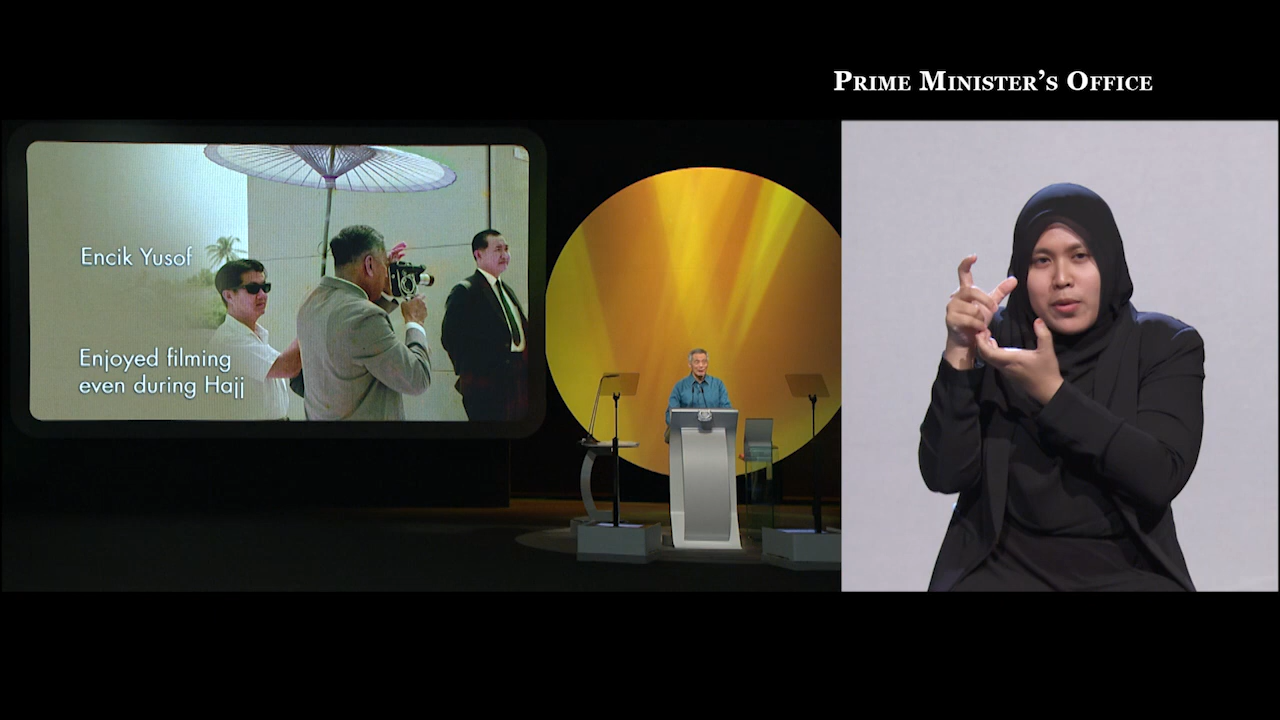 PRIME MINISTER'S OFFICE
Encik Yusof
Enjoyed filming
even during Hajj